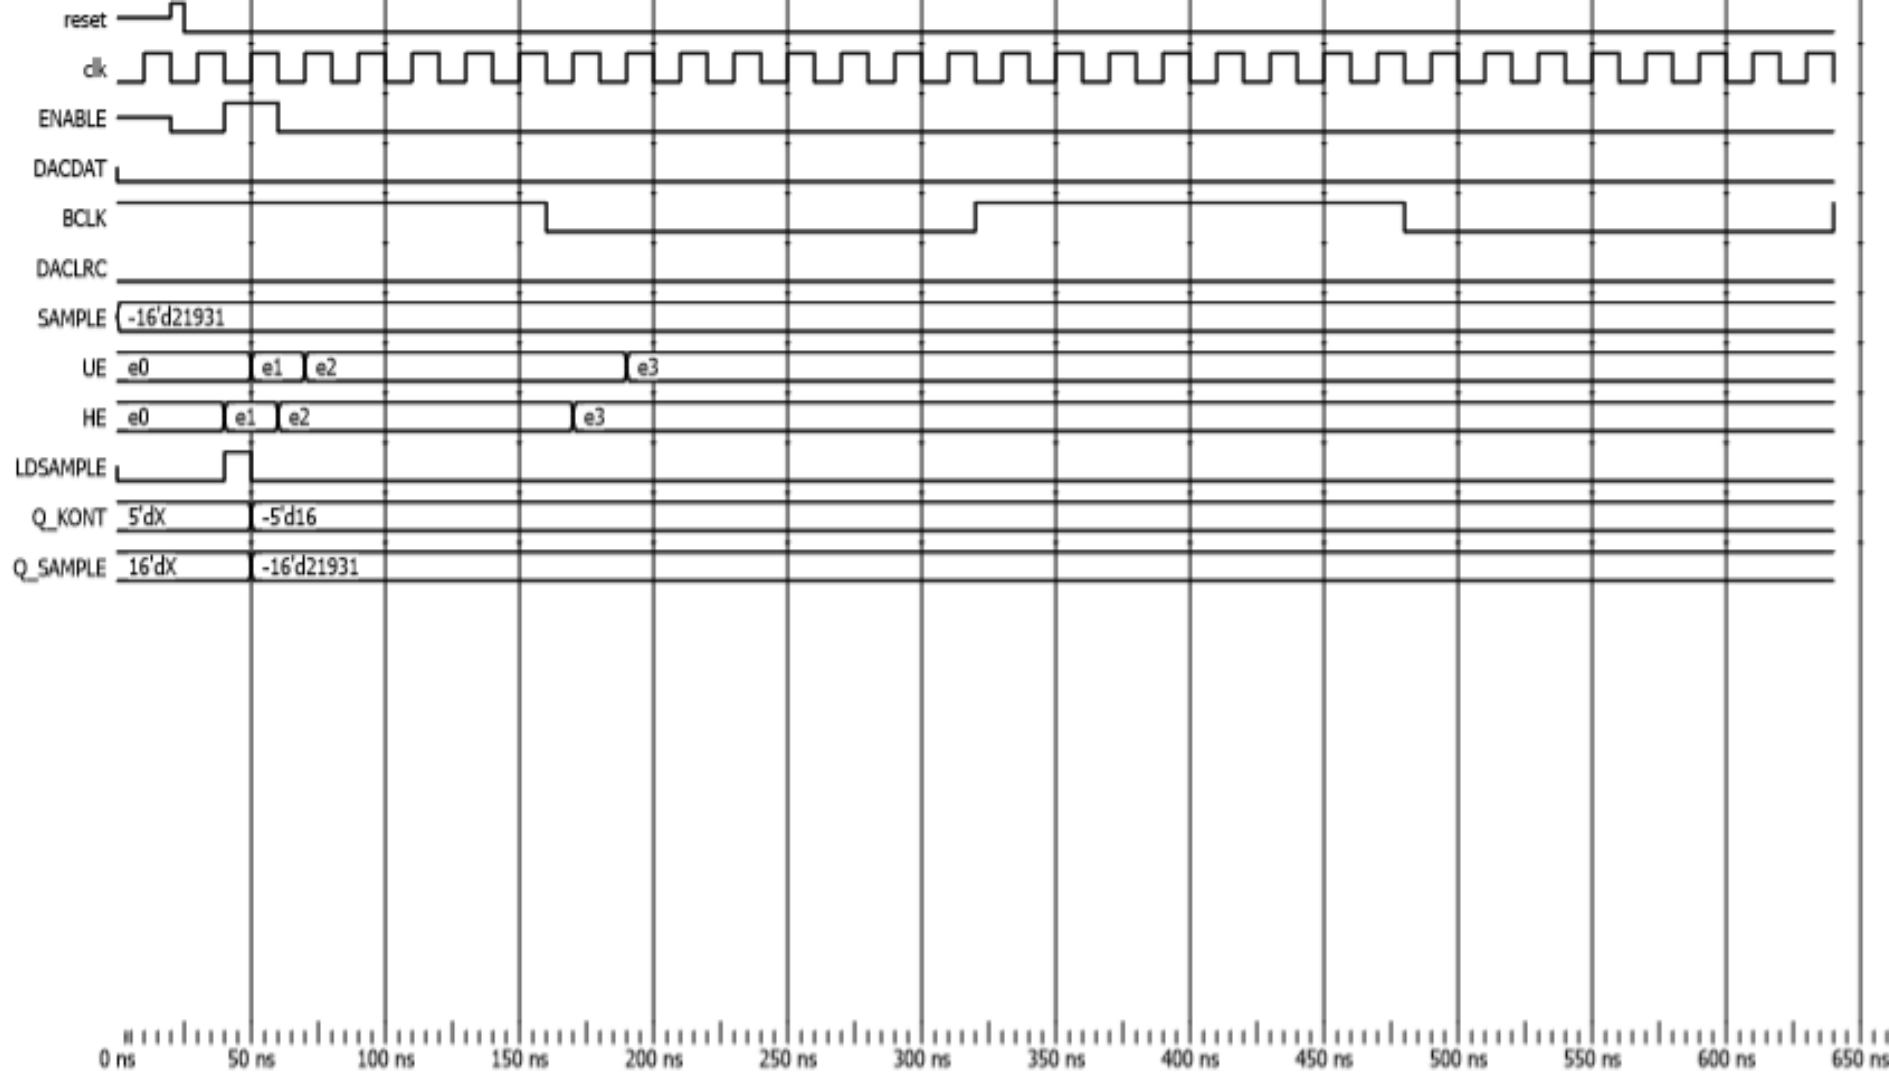 reset
clk
ENABLE
DACDAT
BCLK
DACLRC
SAMPLE -16'd21931
UE e0 e1 e2 e3
HE e0 e1 e2 e3
LDSAMPLE
Q_KONT 5'dX -5'd16
Q_SAMPLE 16'dX -16'd21931
0 ns 50 ns 100 ns 150 ns 200 ns 250 ns 300 ns 350 ns 400 ns 450 ns 500 ns 550 ns 600 ns 650 ns